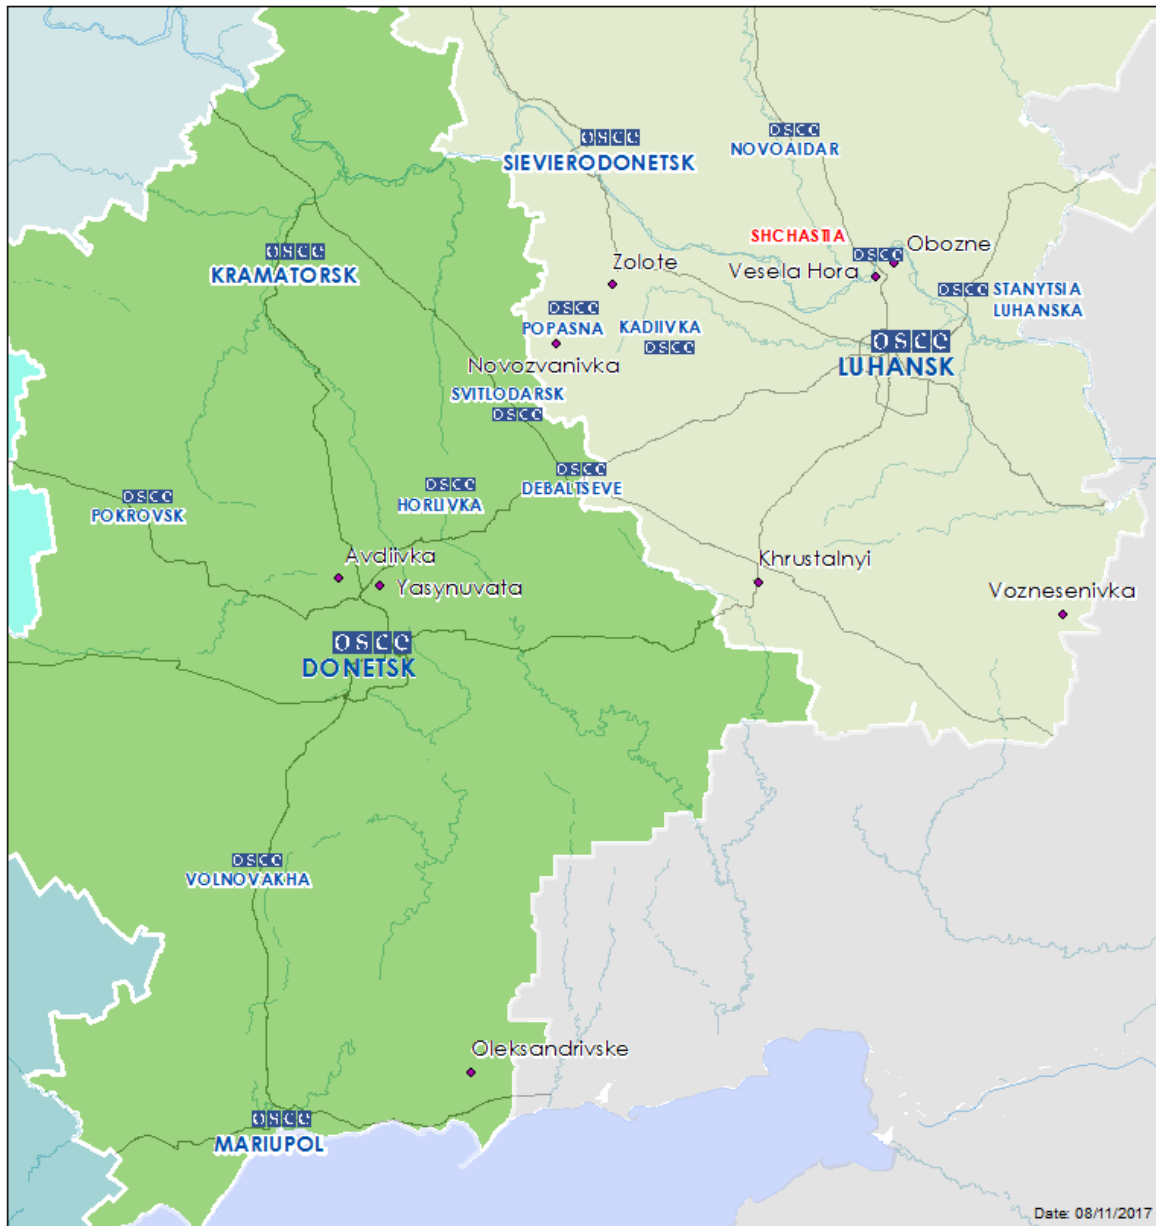 OSCE
SIEVIERODONETSK
OSCE
NOVOAIDAR
SHCHASTIA
OSCE
Obozne
Vesela Hora
OSCE
KRAMATORSK
Zolote
OSCE
STANYTSIA
LUHANSKA
OSCE
POPASNA
KADIIVKA
OSCE
OSCE
LUHANSK
Novozvanivka
SVITLODARSK
OSCE
OSCE
DEBALTSEVE
OSCE
HORLIVKA
OSCE
POKROVSK
Avdiivka
Yasynuvata
Khrustalnyi
Voznesenivka
OSCE
DONETSK
OSCE
VOLNOVAKHA
Oleksandrivske
OSCE
MARIUPOL
Date: 08/11/2017